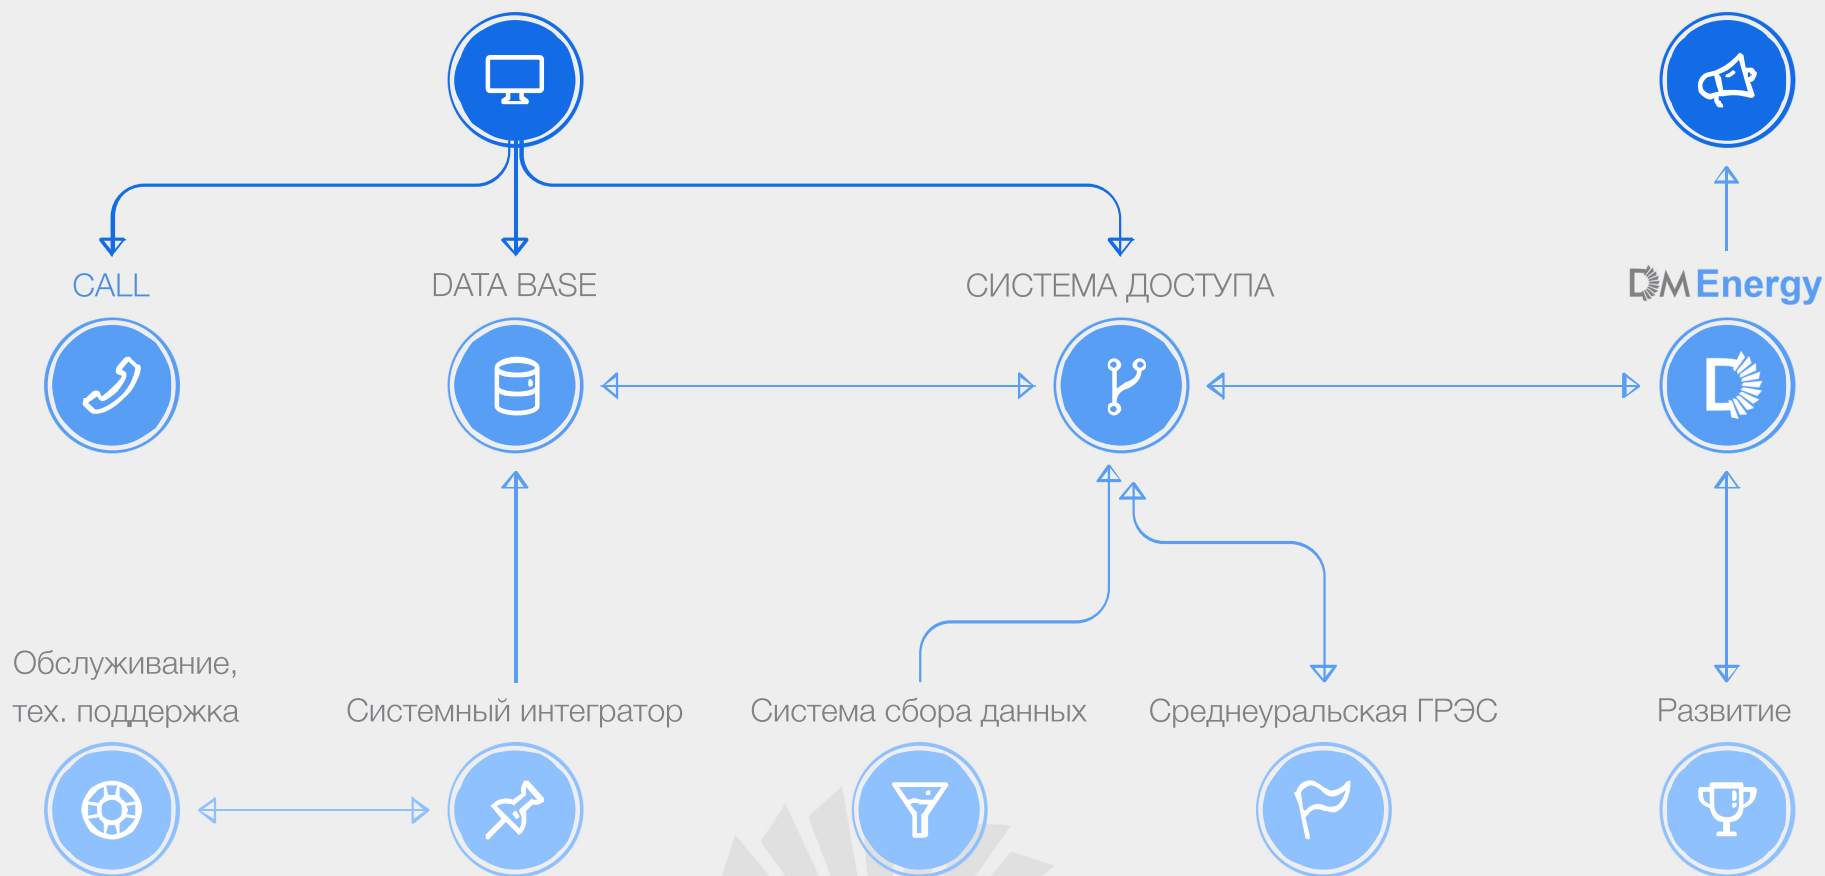 CALL
DATA BASE
СИСТЕМА ДОСТУПА
DM Energy
Обслуживание,
тех. поддержка
Системный интегратор
Система сбора данных
Среднеуральская ГРЭС
Развитие